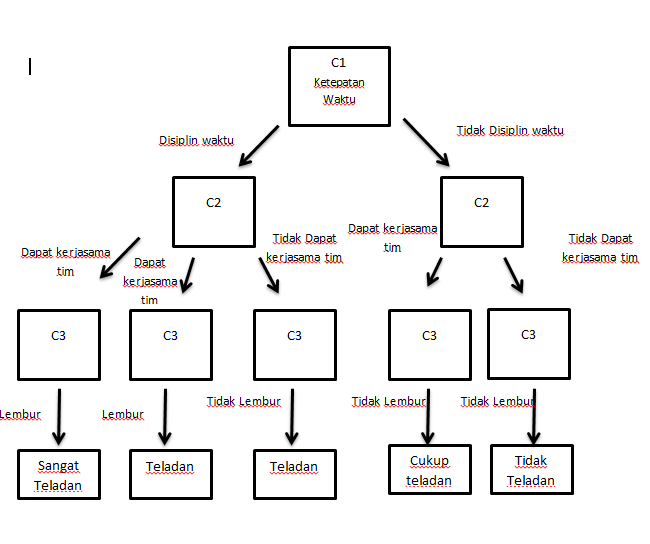 C1
Ketepatan
Waktu
Disiplin waktu
Tidak Disiplin waktu
C2
C2
Dapat kerjasama
tim
Dapat
kerjasama
tim
Tidak Dapat
kerjasama tim
Dapat kerjasama
tim
Tidak Dapat
kerjasama tim
C3
C3
C3
C3
C3
Lembur
Lembur
Tidak Lembur
Tidak Lembur
Tidak Lembur
Sangat
Teladan
Teladan
Teladan
Cukup
teladan
Tidak
Teladan